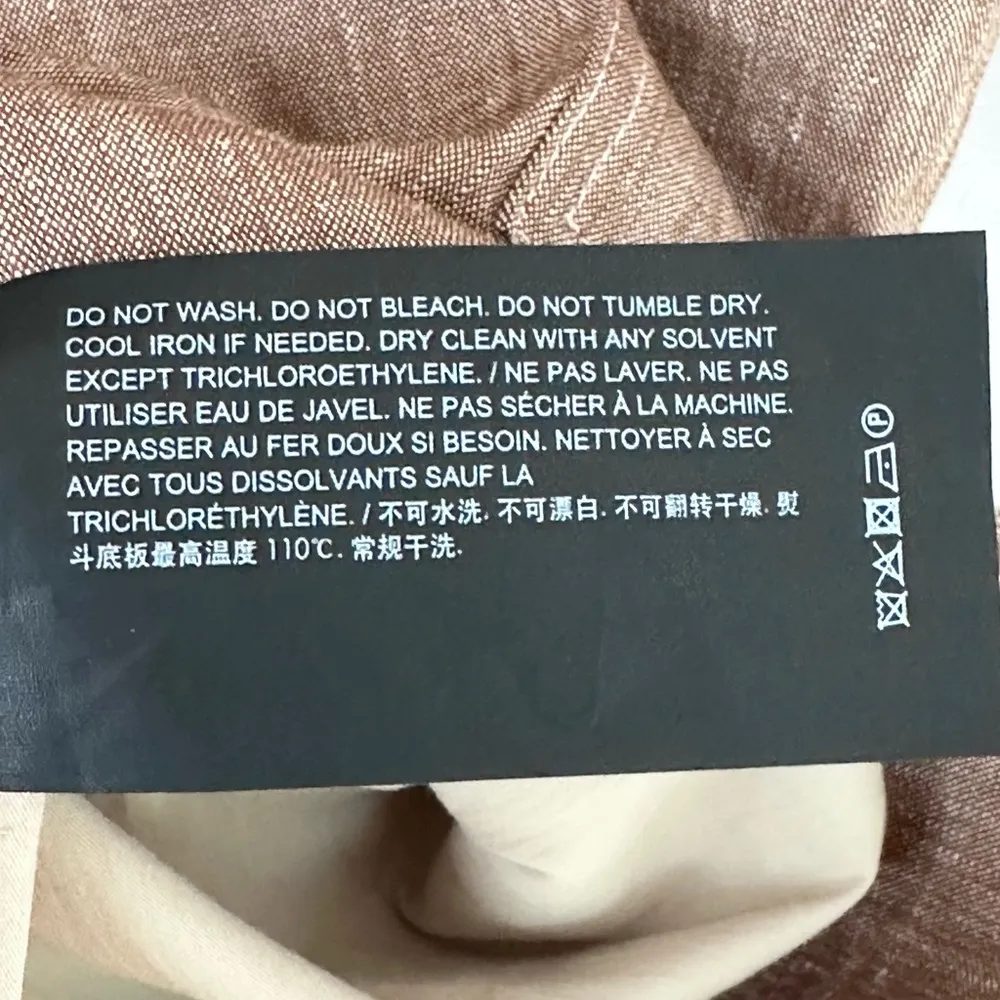 DO NOT WASH. DO NOT BLEACH. DO NOT TUMBLE DRY.
COOL IRON IF NEEDED. DRY CLEAN WITH ANY SOLVENT
EXCEPT TRICHLOROETHYLENE. / NE PAS LAVER. NE PAS
UTILISER EAU DE JAVEL. NE PAS SÉCHER À LA MACHINE.
REPASSER AU FER DOUX SI BESOIN. NETTOYER À SEC
AVEC TOUS DISSOLVANTS SAUF LA
TRICHLORÉTHYLÈNE. / 不可水洗. 不可漂白. 不可翻转干燥. 熨
斗底板最高温度 110℃. 常规干洗.
P